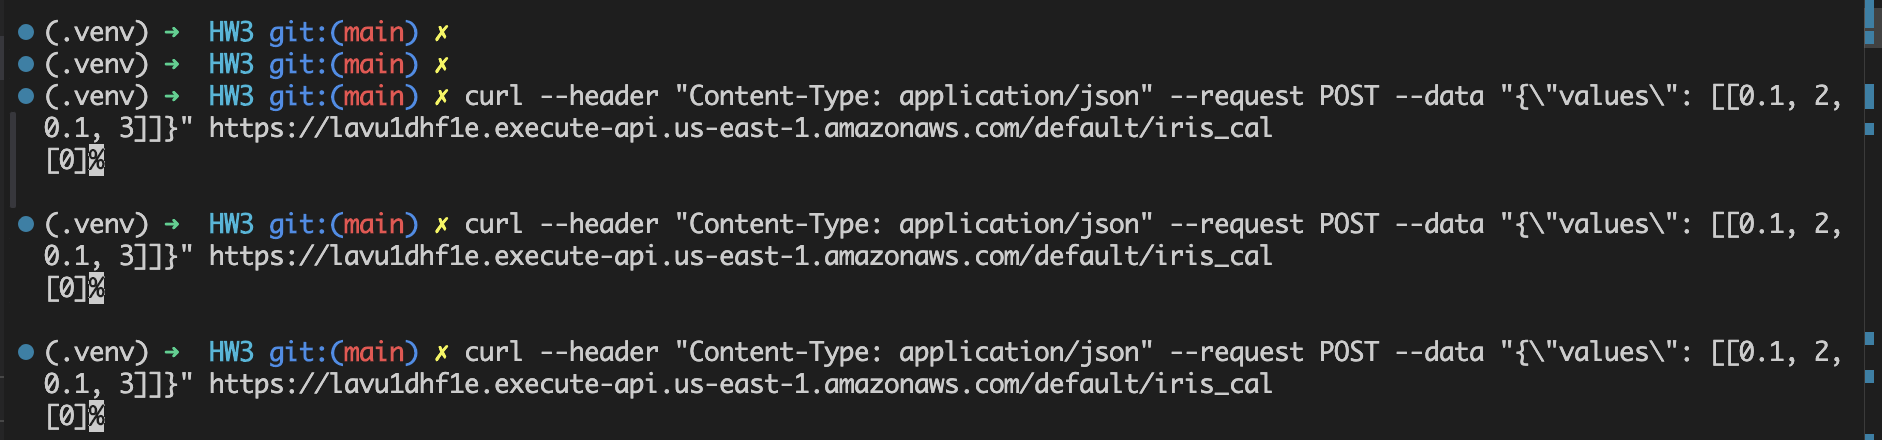 (.venv) ➜  HW3 git:(main) ✗
(.venv) ➜  HW3 git:(main) ✗
(.venv) ➜  HW3 git:(main) ✗ curl --header "Content-Type: application/json" --request POST --data "{\"values\": [[0.1, 2,
0.1, 3]]}" https://lavu1dhf1e.execute-api.us-east-1.amazonaws.com/default/iris_cal
[0]%
(.venv) ➜  HW3 git:(main) ✗ curl --header "Content-Type: application/json" --request POST --data "{\"values\": [[0.1, 2,
0.1, 3]]}" https://lavu1dhf1e.execute-api.us-east-1.amazonaws.com/default/iris_cal
[0]%
(.venv) ➜  HW3 git:(main) ✗ curl --header "Content-Type: application/json" --request POST --data "{\"values\": [[0.1, 2,
0.1, 3]]}" https://lavu1dhf1e.execute-api.us-east-1.amazonaws.com/default/iris_cal
[0]%